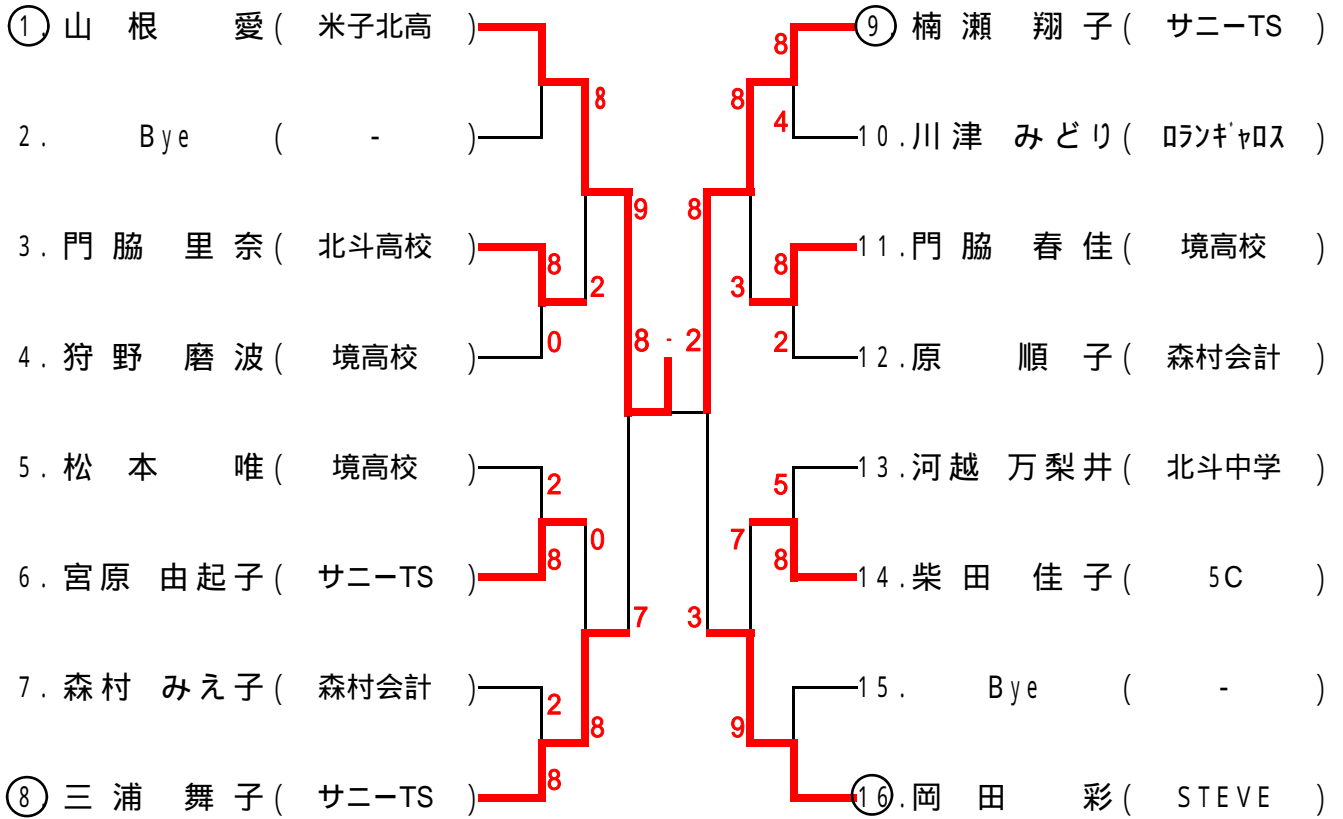 ① 山根 愛 ( 米子北高 )
2. Bye ( - )
3. 門脇 里奈 ( 北斗高校 )
4. 狩野 磨波 ( 境高校 )
5. 松本 唯 ( 境高校 )
6. 宮原 由起子 ( サニーTS )
7. 森村 みえ子 ( 森村会計 )
⑧ 三浦 舞子 ( サニーTS )
8
2
8
0
2
8
0
2
8
8
9
7
8 - 2
8
3
8
3
7
9
8
4
8
2
5
8
⑨ 楠瀬 翔子 ( サニーTS )
10. 川津 みどり ( ロランギャロス )
11. 門脇 春佳 ( 境高校 )
12. 原 順子 ( 森村会計 )
13. 河越 万梨井 ( 北斗中学 )
14. 柴田 佳子 ( 5C )
15. Bye ( - )
⑯. 岡田 彩 ( STEVE )